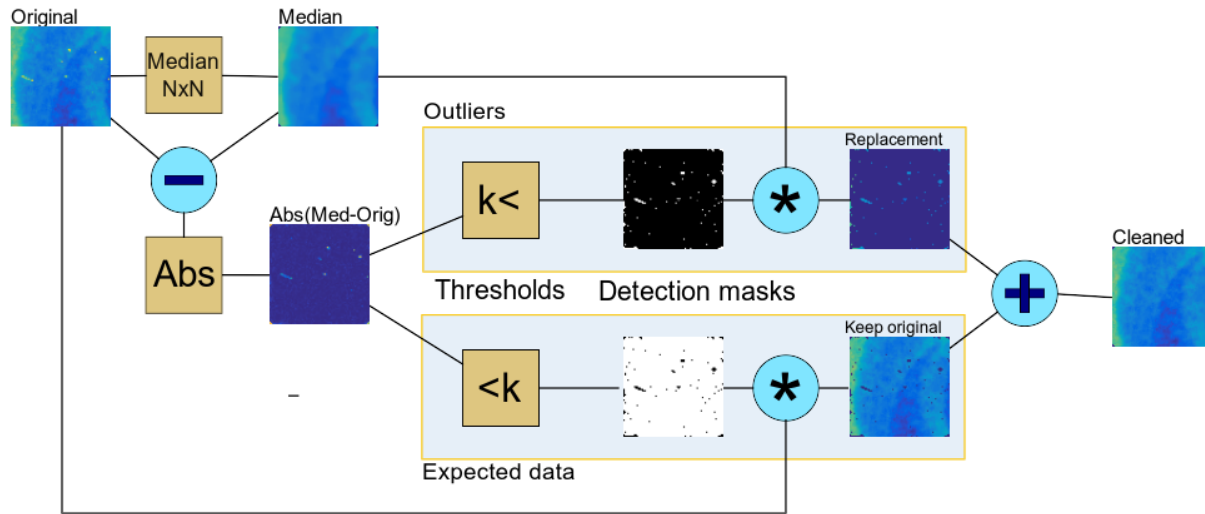 Original
Median
Median
NxN
Outliers
Replacement
k<
*
Abs(Med-Orig)
Cleaned
Abs
+
Thresholds
Detection masks
Keep original
<k
*
–
Expected data